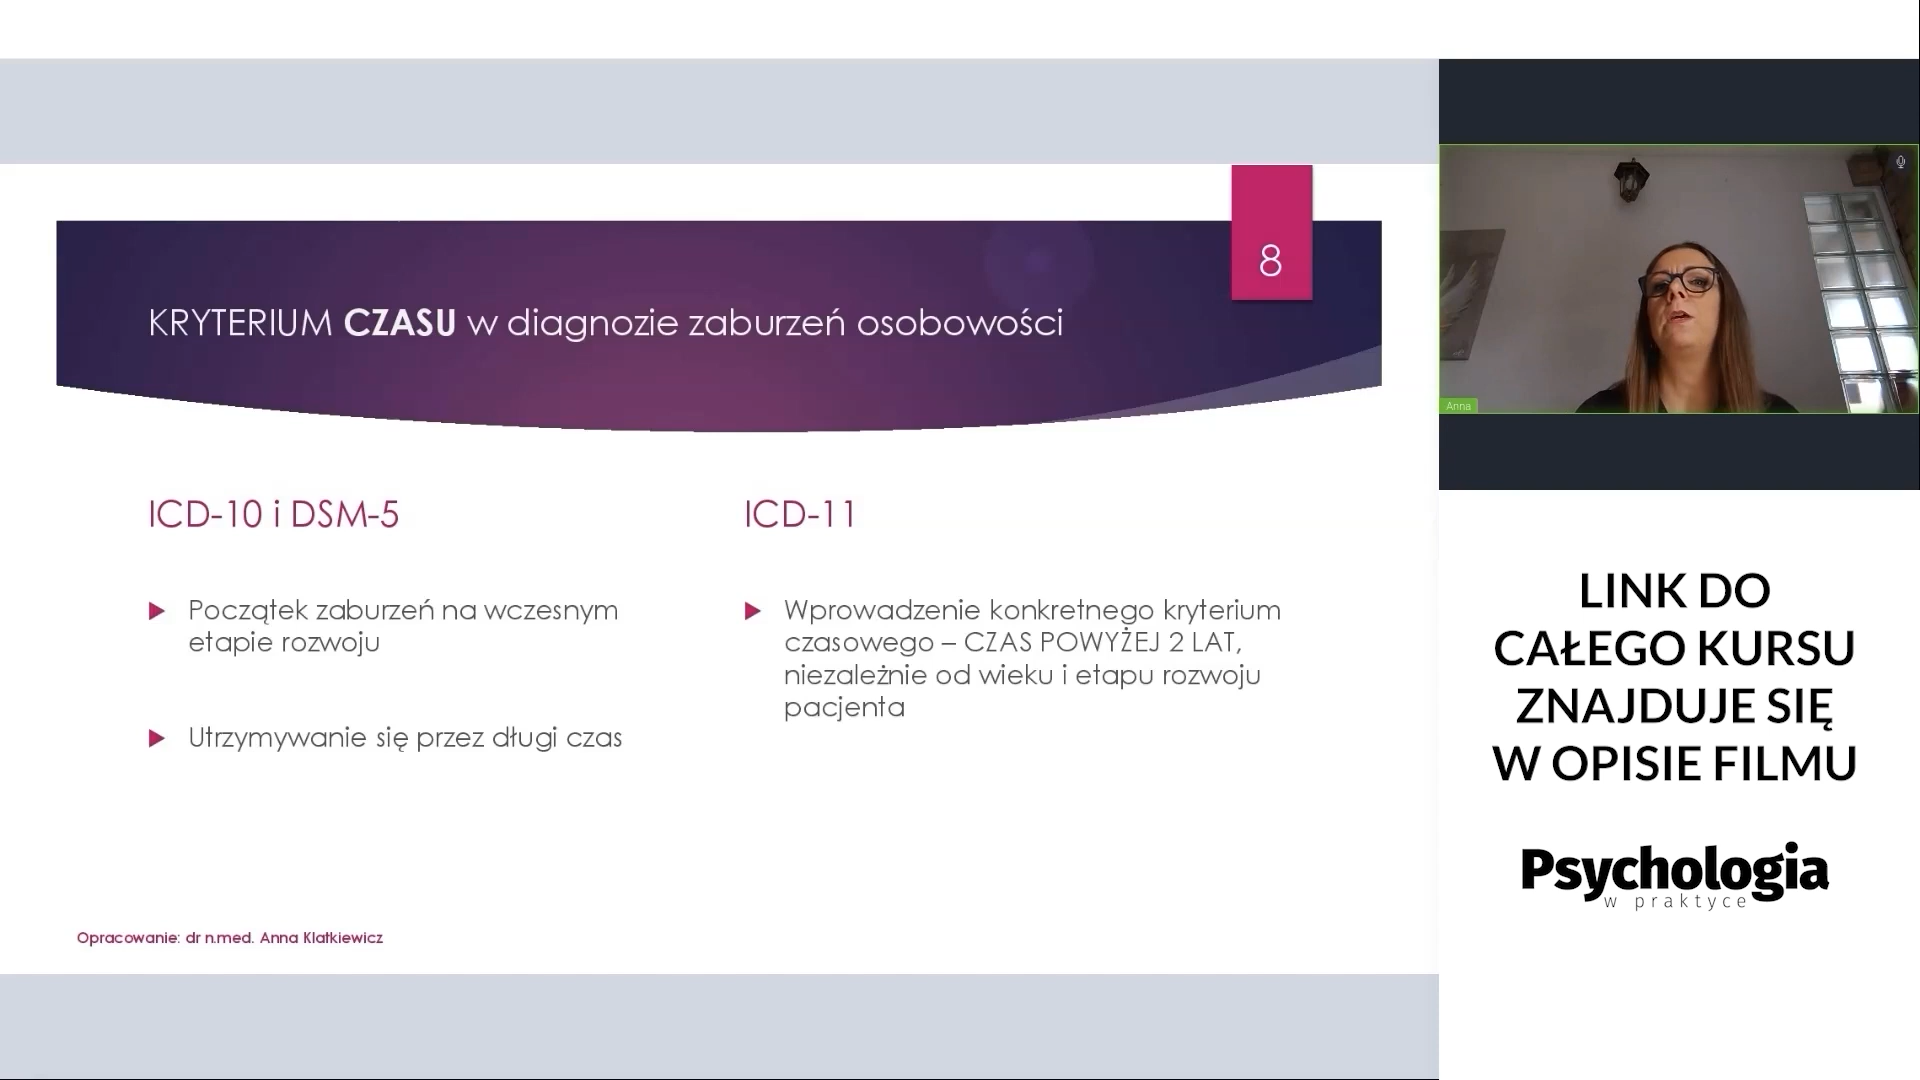 8
KRYTERIUM CZASU w diagnozie zaburzeń osobowości
ICD-10 i DSM-5
Początek zaburzeń na wczesnym
etapie rozwoju
Utrzymywanie się przez długi czas
ICD-11
Wprowadzenie konkretnego kryterium
czasowego – CZAS POWYŻEJ 2 LAT,
niezależnie od wieku i etapu rozwoju
pacjenta
Opracowanie: dr n.med. Anna Klatkiewicz
Anna
LINK DO
CAŁEGO KURSU
ZNAJDUJE SIĘ
W OPISIE FILMU
Psychologia
w praktyce